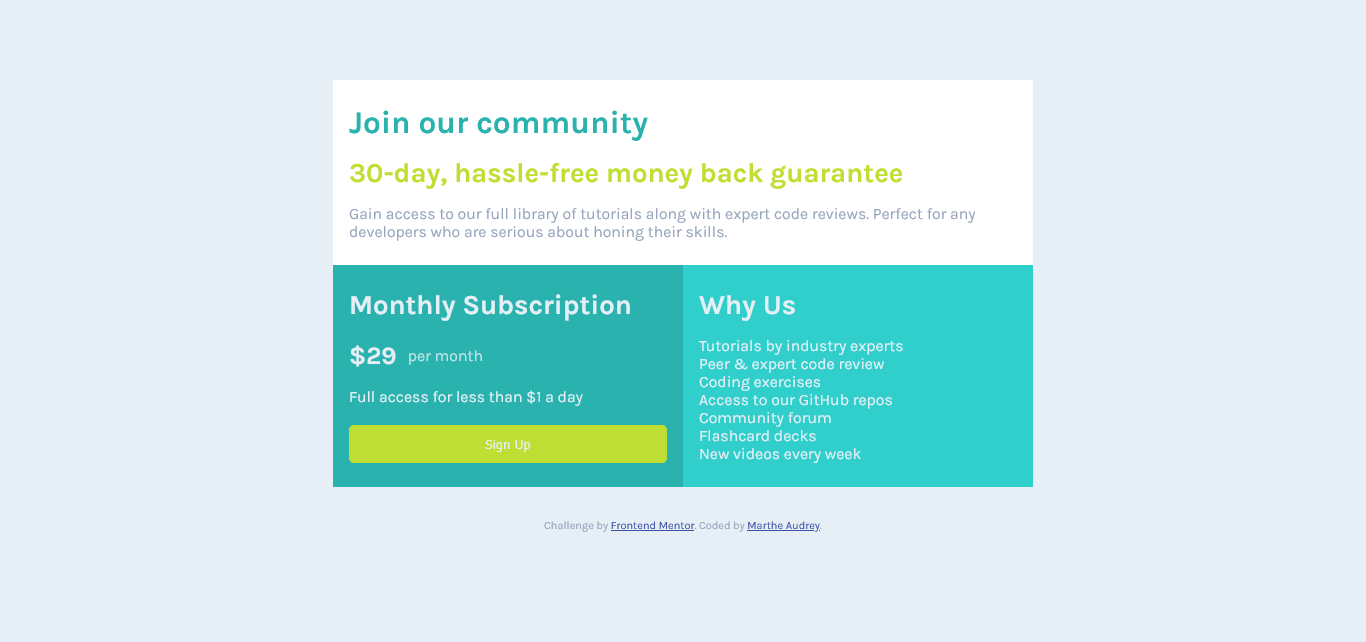 Join our community
30-day, hassle-free money back guarantee
Gain access to our full library of tutorials along with expert code reviews. Perfect for any
developers who are serious about honing their skills.
Monthly Subscription
$29 per month
Full access for less than $1 a day
Sign Up
Why Us
Tutorials by industry experts
Peer & expert code review
Coding exercises
Access to our GitHub repos
Community forum
Flashcard decks
New videos every week
Challenge by Frontend Mentor. Coded by Marthe Audrey.